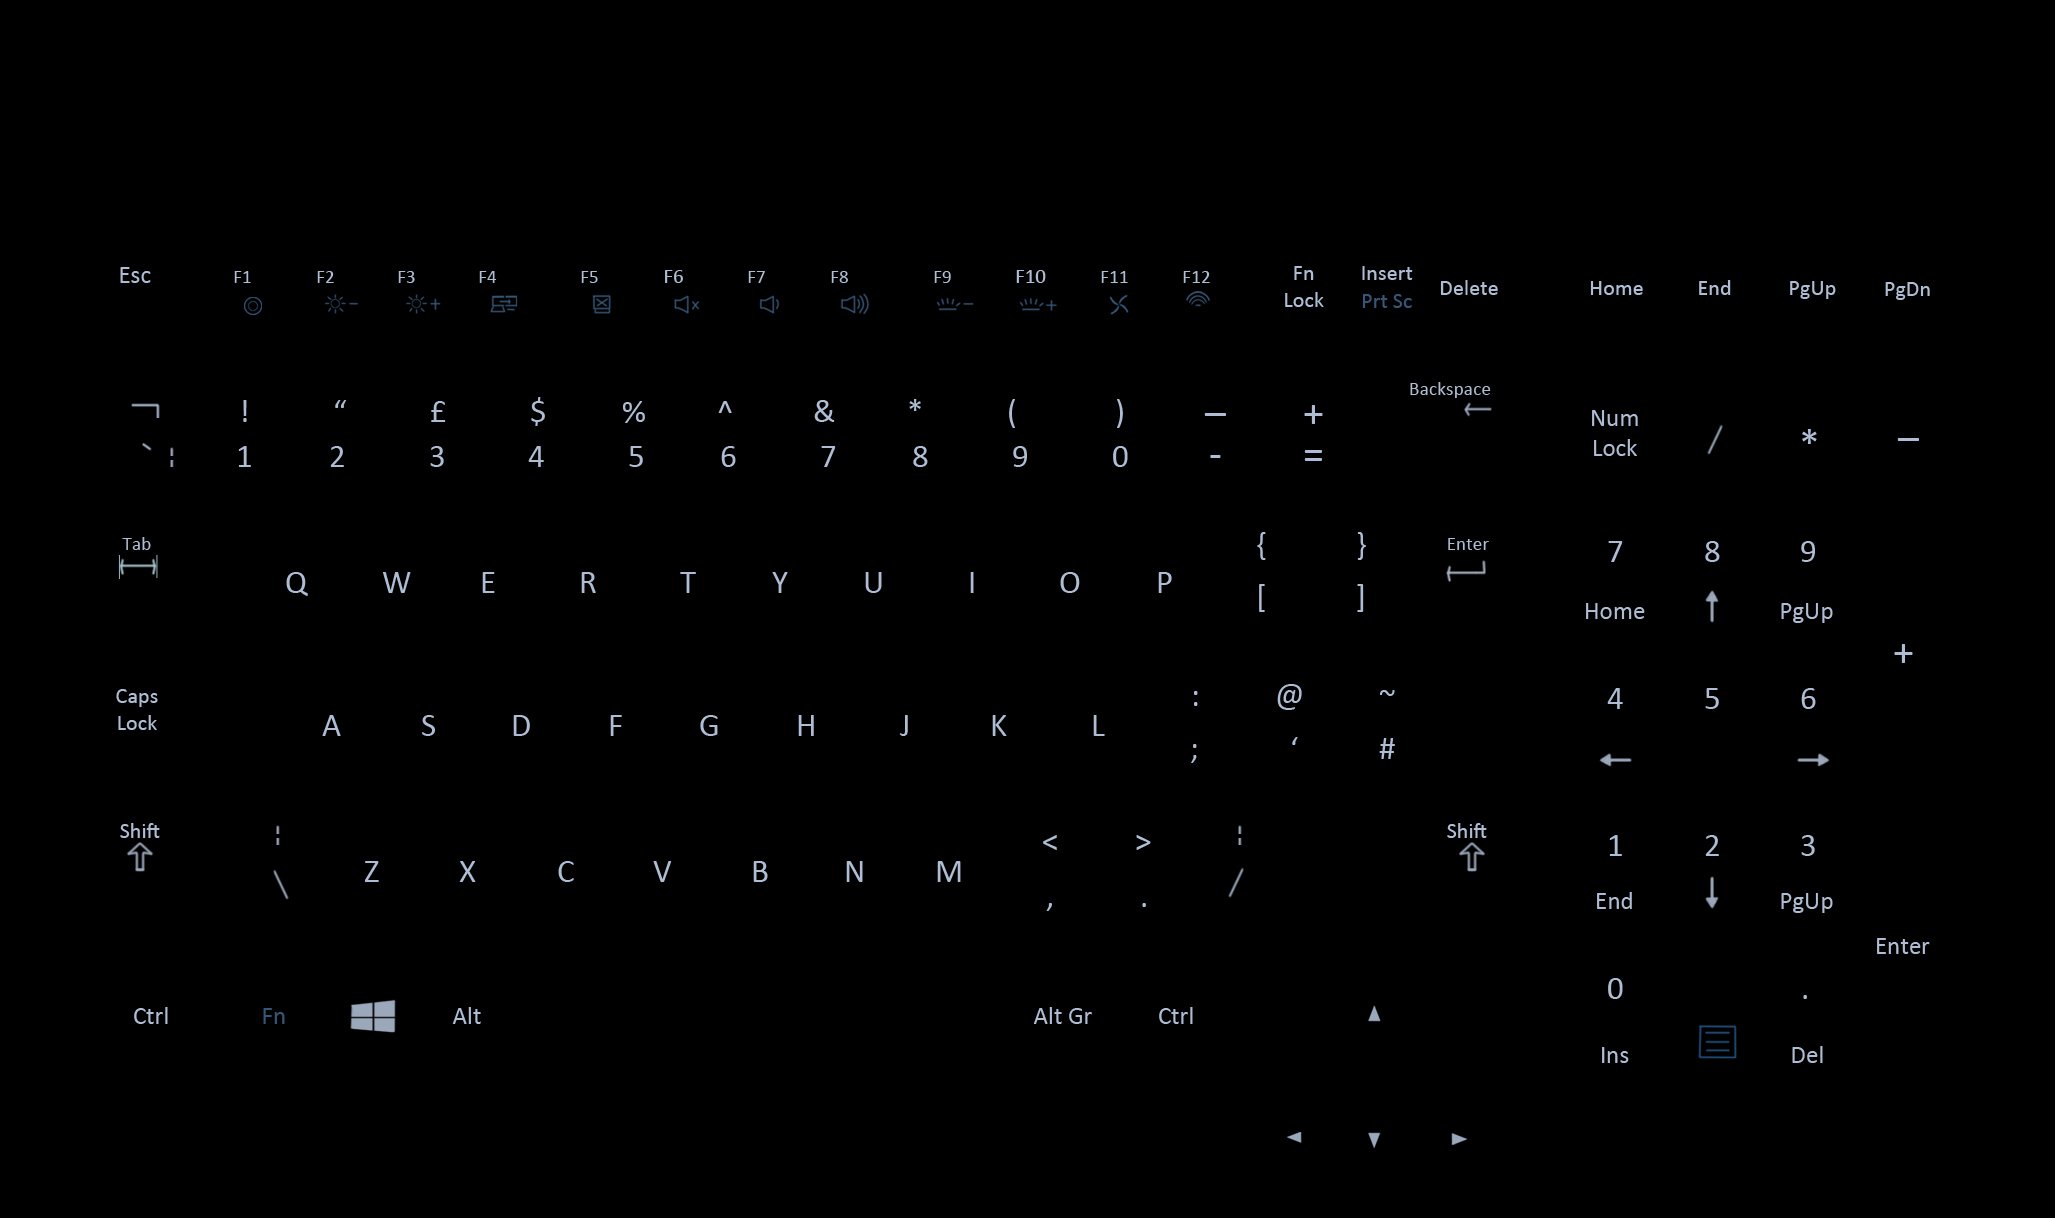 Esc F1 F2 F3 F4 F5 F6 F7 F8 F9 F10 F11 F12 Fn Lock Insert Prt Sc Delete Home End PgUp PgDn
¬ ! “ £ $ % ^ & * ( ) — + Backspace
` ¦ 1 2 3 4 5 6 7 8 9 0 - = Num Lock / * —
Tab { } Enter 7 8 9
Q W E R T Y U I O P [ ] Home PgUp
+
Caps Lock : @ ~ 4 5 6
A S D F G H J K L ; ‘ #
Shift ¦ < > ¦ Shift 1 2 3
\ Z X C V B N M , . / End PgUp
Enter
0 .
Ctrl Fn Alt Alt Gr Ctrl
Ins Del